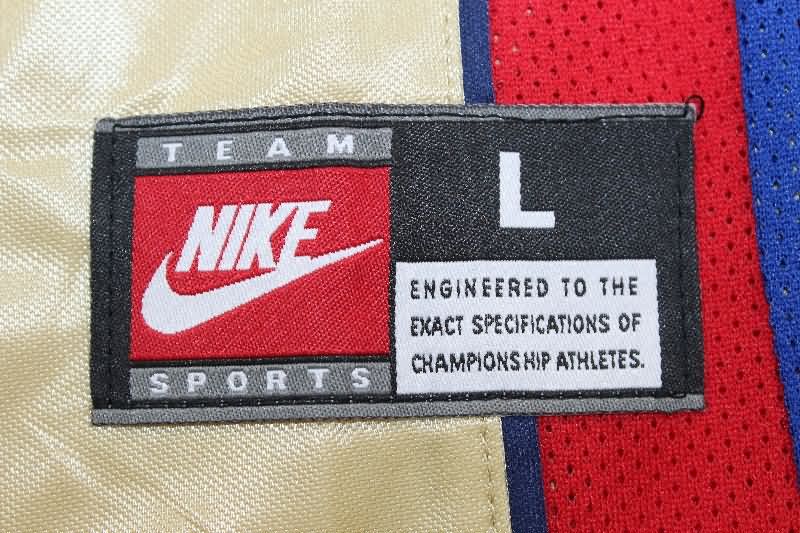 TEAM
NIKE
SPORTS
L
ENGINEERED TO THE
EXACT SPECIFICATIONS OF
CHAMPIONSHIP ATHLETES.